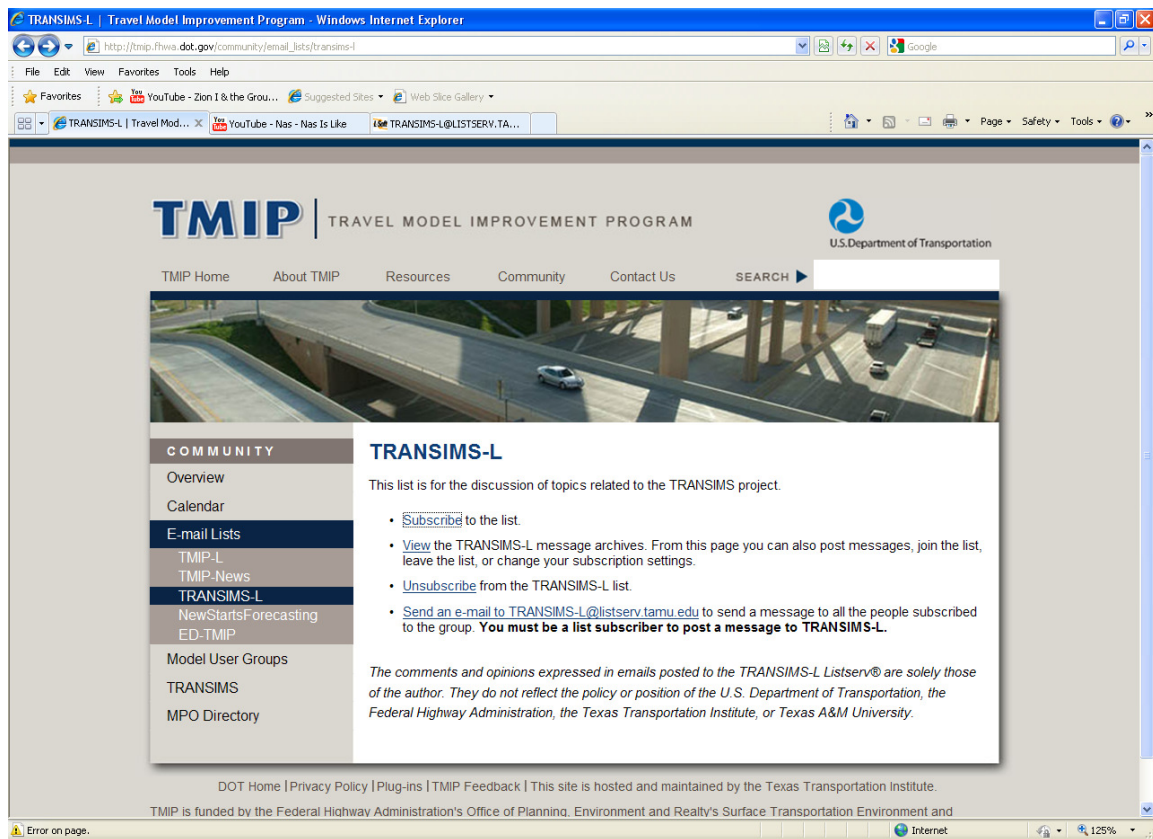 TRANSIMS-L | Travel Model Improvement Program - Windows Internet Explorer
http://tmip.fhwa.dot.gov/community/email_lists/transims-l
Google
File Edit View Favorites Tools Help
Favorites YouTube - Zion I & the Grou... Suggested Sites Web Slice Gallery
TRANSIMS-L | Travel Mod... X YouTube - Nas - Nas Is Like TRANSIMS-L@LISTSERV.TA... Page Safety Tools »
TMIP | TRAVEL MODEL IMPROVEMENT PROGRAM
U.S.Department of Transportation
TMIP Home About TMIP Resources Community Contact Us SEARCH
COMMUNITY
Overview
Calendar
E-mail Lists
TMIP-L
TMIP-News
TRANSIMS-L
NewStartsForecasting
ED-TMIP
Model User Groups
TRANSIMS
MPO Directory
TRANSIMS-L
This list is for the discussion of topics related to the TRANSIMS project.
• Subscribe to the list.
• View the TRANSIMS-L message archives. From this page you can also post messages, join the list,
leave the list, or change your subscription settings.
• Unsubscribe from the TRANSIMS-L list.
• Send an e-mail to TRANSIMS-L@listserv.tamu.edu to send a message to all the people subscribed
to the group. You must be a list subscriber to post a message to TRANSIMS-L.
The comments and opinions expressed in emails posted to the TRANSIMS-L Listserv® are solely those
of the author. They do not reflect the policy or position of the U.S. Department of Transportation, the
Federal Highway Administration, the Texas Transportation Institute, or Texas A&M University.
DOT Home | Privacy Policy | Plug-ins | TMIP Feedback | This site is hosted and maintained by the Texas Transportation Institute.
TMIP is funded by the Federal Highway Administration's Office of Planning, Environment and Realty's Surface Transportation Environment and
Error on page. Internet 125%